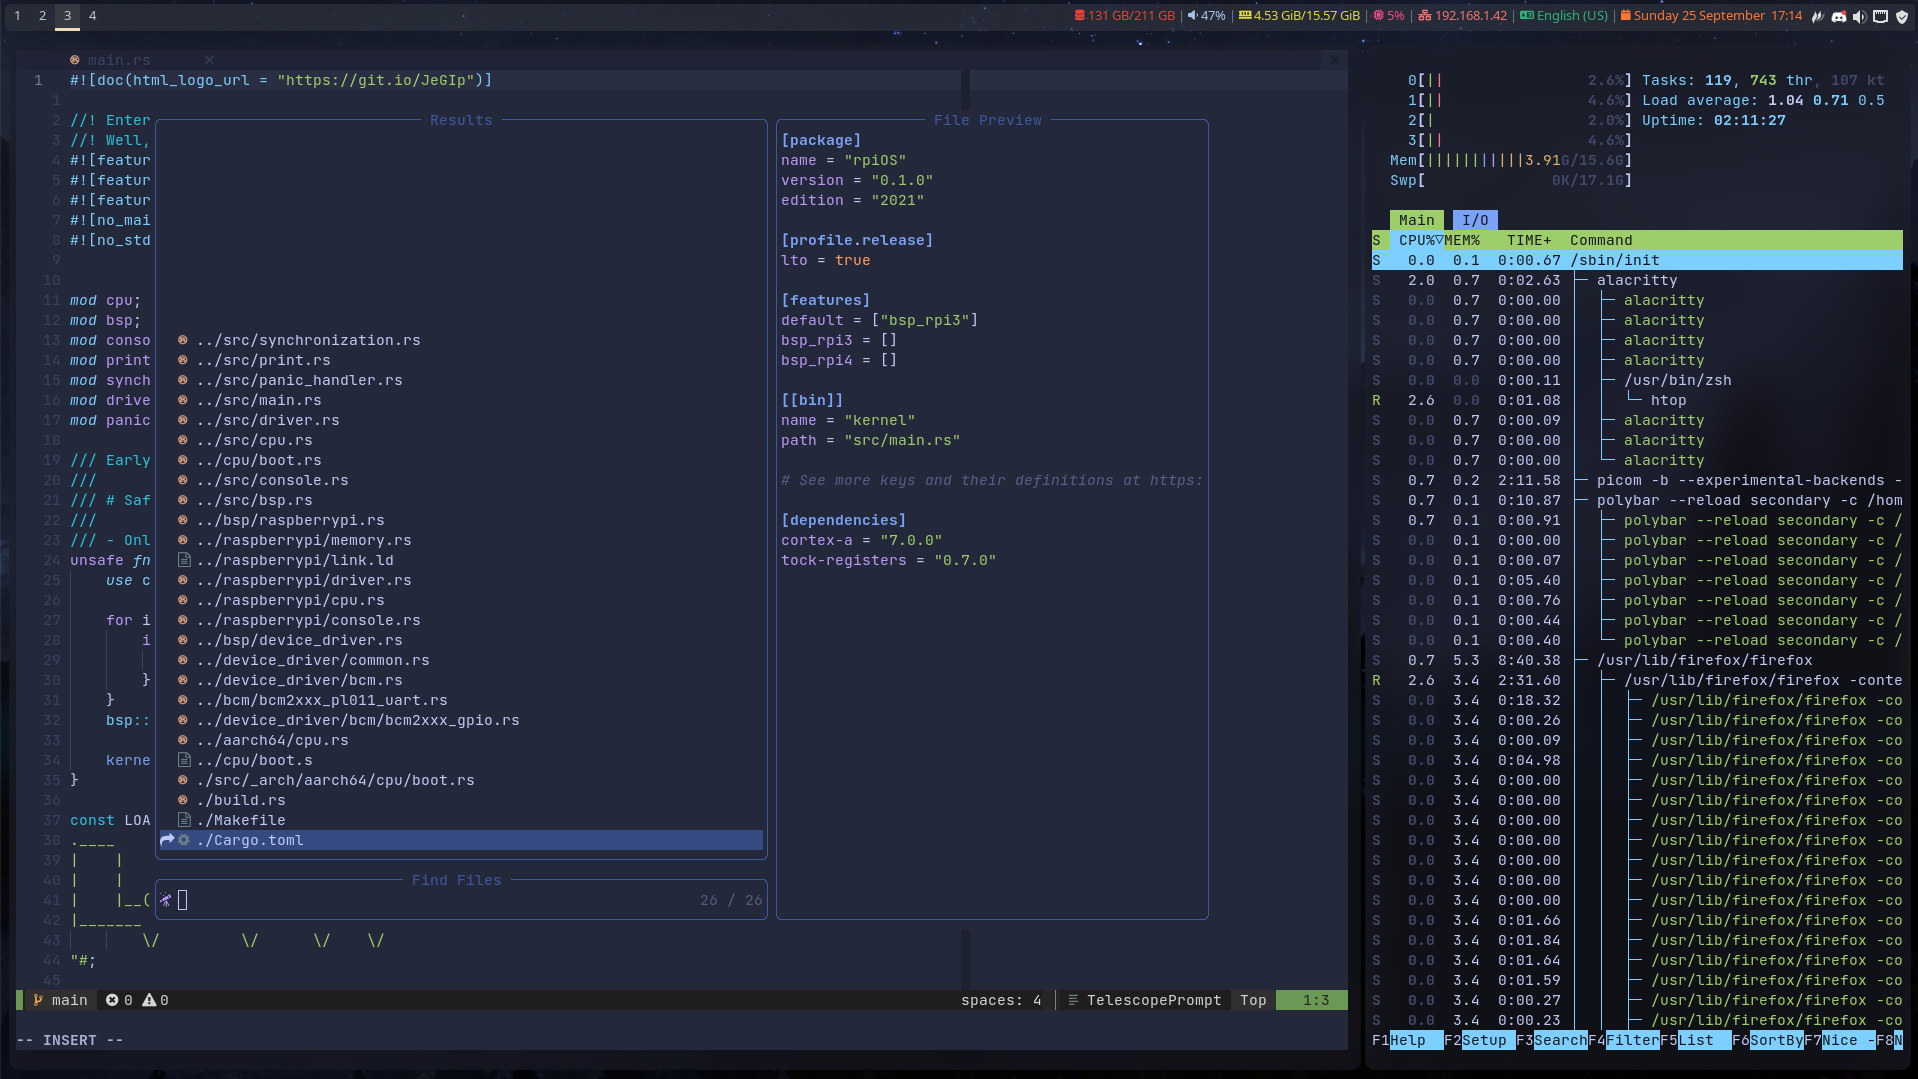 1 2 3 4
131 GB/211 GB | 47% | 4.53 GiB/15.57 GiB | 5% | 192.168.1.42 | English (US) | Sunday 25 September 17:14
main.rs ×
1 #![doc(html_logo_url = "https://git.io/JeGIp")]
1
2 //! Enter
3 //! Well,
4 #![featur
5 #![featur
6 #![featur
7 #![no_mai
8 #![no_std
9
10
11 mod cpu;
12 mod bsp;
13 mod conso
14 mod print
15 mod synch
16 mod drive
17 mod panic
18
19 /// Early
20 ///
21 /// # Saf
22 ///
23 /// - Onl
24 unsafe fn
25 use c
26
27 for i
28 i
29
30 }
31 }
32 bsp::
33
34 kerne
35 }
36
37 const LOA
38 .____
39 |    |
40 |    |
41 |    |__(
42 |_______
43 \/ \/ \/ \/
44 "#;
45
Results
../src/synchronization.rs
../src/print.rs
../src/panic_handler.rs
../src/main.rs
../src/driver.rs
../src/cpu.rs
../cpu/boot.rs
../src/console.rs
../src/bsp.rs
../bsp/raspberrypi.rs
../raspberrypi/memory.rs
../raspberrypi/link.ld
../raspberrypi/driver.rs
../raspberrypi/cpu.rs
../raspberrypi/console.rs
../bsp/device_driver.rs
../device_driver/common.rs
../device_driver/bcm.rs
../bcm/bcm2xxx_pl011_uart.rs
../device_driver/bcm/bcm2xxx_gpio.rs
../aarch64/cpu.rs
../cpu/boot.s
./src/_arch/aarch64/cpu/boot.rs
./build.rs
./Makefile
./Cargo.toml
Find Files
26 / 26
File Preview
[package]
name = "rpiOS"
version = "0.1.0"
edition = "2021"
[profile.release]
lto = true
[features]
default = ["bsp_rpi3"]
bsp_rpi3 = []
bsp_rpi4 = []
[[bin]]
name = "kernel"
path = "src/main.rs"
# See more keys and their definitions at https:
[dependencies]
cortex-a = "7.0.0"
tock-registers = "0.7.0"
main 0 0 spaces: 4 TelescopePrompt Top 1:3
-- INSERT --
0[|| 2.6%] Tasks: 119, 743 thr, 107 kt
1[|| 4.6%] Load average: 1.04 0.71 0.5
2[| 2.0%] Uptime: 02:11:27
3[|| 4.6%]
Mem[|||||||||||3.91G/15.6G]
Swp[ 0K/17.1G]
Main I/O
S CPU%▽MEM% TIME+ Command
S 0.0 0.1 0:00.67 /sbin/init
S 2.0 0.7 0:02.63 alacritty
S 0.0 0.7 0:00.00 alacritty
S 0.0 0.7 0:00.00 alacritty
S 0.0 0.7 0:00.00 alacritty
S 0.0 0.7 0:00.00 alacritty
S 0.0 0.0 0:00.11 /usr/bin/zsh
R 2.6 0.0 0:01.08 htop
S 0.0 0.7 0:00.09 alacritty
S 0.0 0.7 0:00.00 alacritty
S 0.0 0.7 0:00.00 alacritty
S 0.7 0.2 2:11.58 picom -b --experimental-backends -
S 0.7 0.1 0:10.87 polybar --reload secondary -c /hom
S 0.7 0.1 0:00.91 polybar --reload secondary -c /
S 0.0 0.1 0:00.00 polybar --reload secondary -c /
S 0.0 0.1 0:00.07 polybar --reload secondary -c /
S 0.0 0.1 0:05.40 polybar --reload secondary -c /
S 0.0 0.1 0:00.76 polybar --reload secondary -c /
S 0.0 0.1 0:00.44 polybar --reload secondary -c /
S 0.0 0.1 0:00.40 polybar --reload secondary -c /
S 0.7 5.3 8:40.38 /usr/lib/firefox/firefox
R 2.6 3.4 2:31.60 /usr/lib/firefox/firefox -conte
S 0.0 3.4 0:18.32 /usr/lib/firefox/firefox -co
S 0.0 3.4 0:00.26 /usr/lib/firefox/firefox -co
S 0.0 3.4 0:00.09 /usr/lib/firefox/firefox -co
S 0.0 3.4 0:04.98 /usr/lib/firefox/firefox -co
S 0.0 3.4 0:00.00 /usr/lib/firefox/firefox -co
S 0.0 3.4 0:00.00 /usr/lib/firefox/firefox -co
S 0.0 3.4 0:00.00 /usr/lib/firefox/firefox -co
S 0.0 3.4 0:00.00 /usr/lib/firefox/firefox -co
S 0.0 3.4 0:00.00 /usr/lib/firefox/firefox -co
S 0.0 3.4 0:00.00 /usr/lib/firefox/firefox -co
S 0.0 3.4 0:00.00 /usr/lib/firefox/firefox -co
S 0.0 3.4 0:01.66 /usr/lib/firefox/firefox -co
S 0.0 3.4 0:01.84 /usr/lib/firefox/firefox -co
S 0.0 3.4 0:01.64 /usr/lib/firefox/firefox -co
S 0.0 3.4 0:01.59 /usr/lib/firefox/firefox -co
S 0.0 3.4 0:00.27 /usr/lib/firefox/firefox -co
S 0.0 3.4 0:00.23 /usr/lib/firefox/firefox -co
F1Help F2Setup F3SearchF4FilterF5List F6SortByF7Nice -F8N